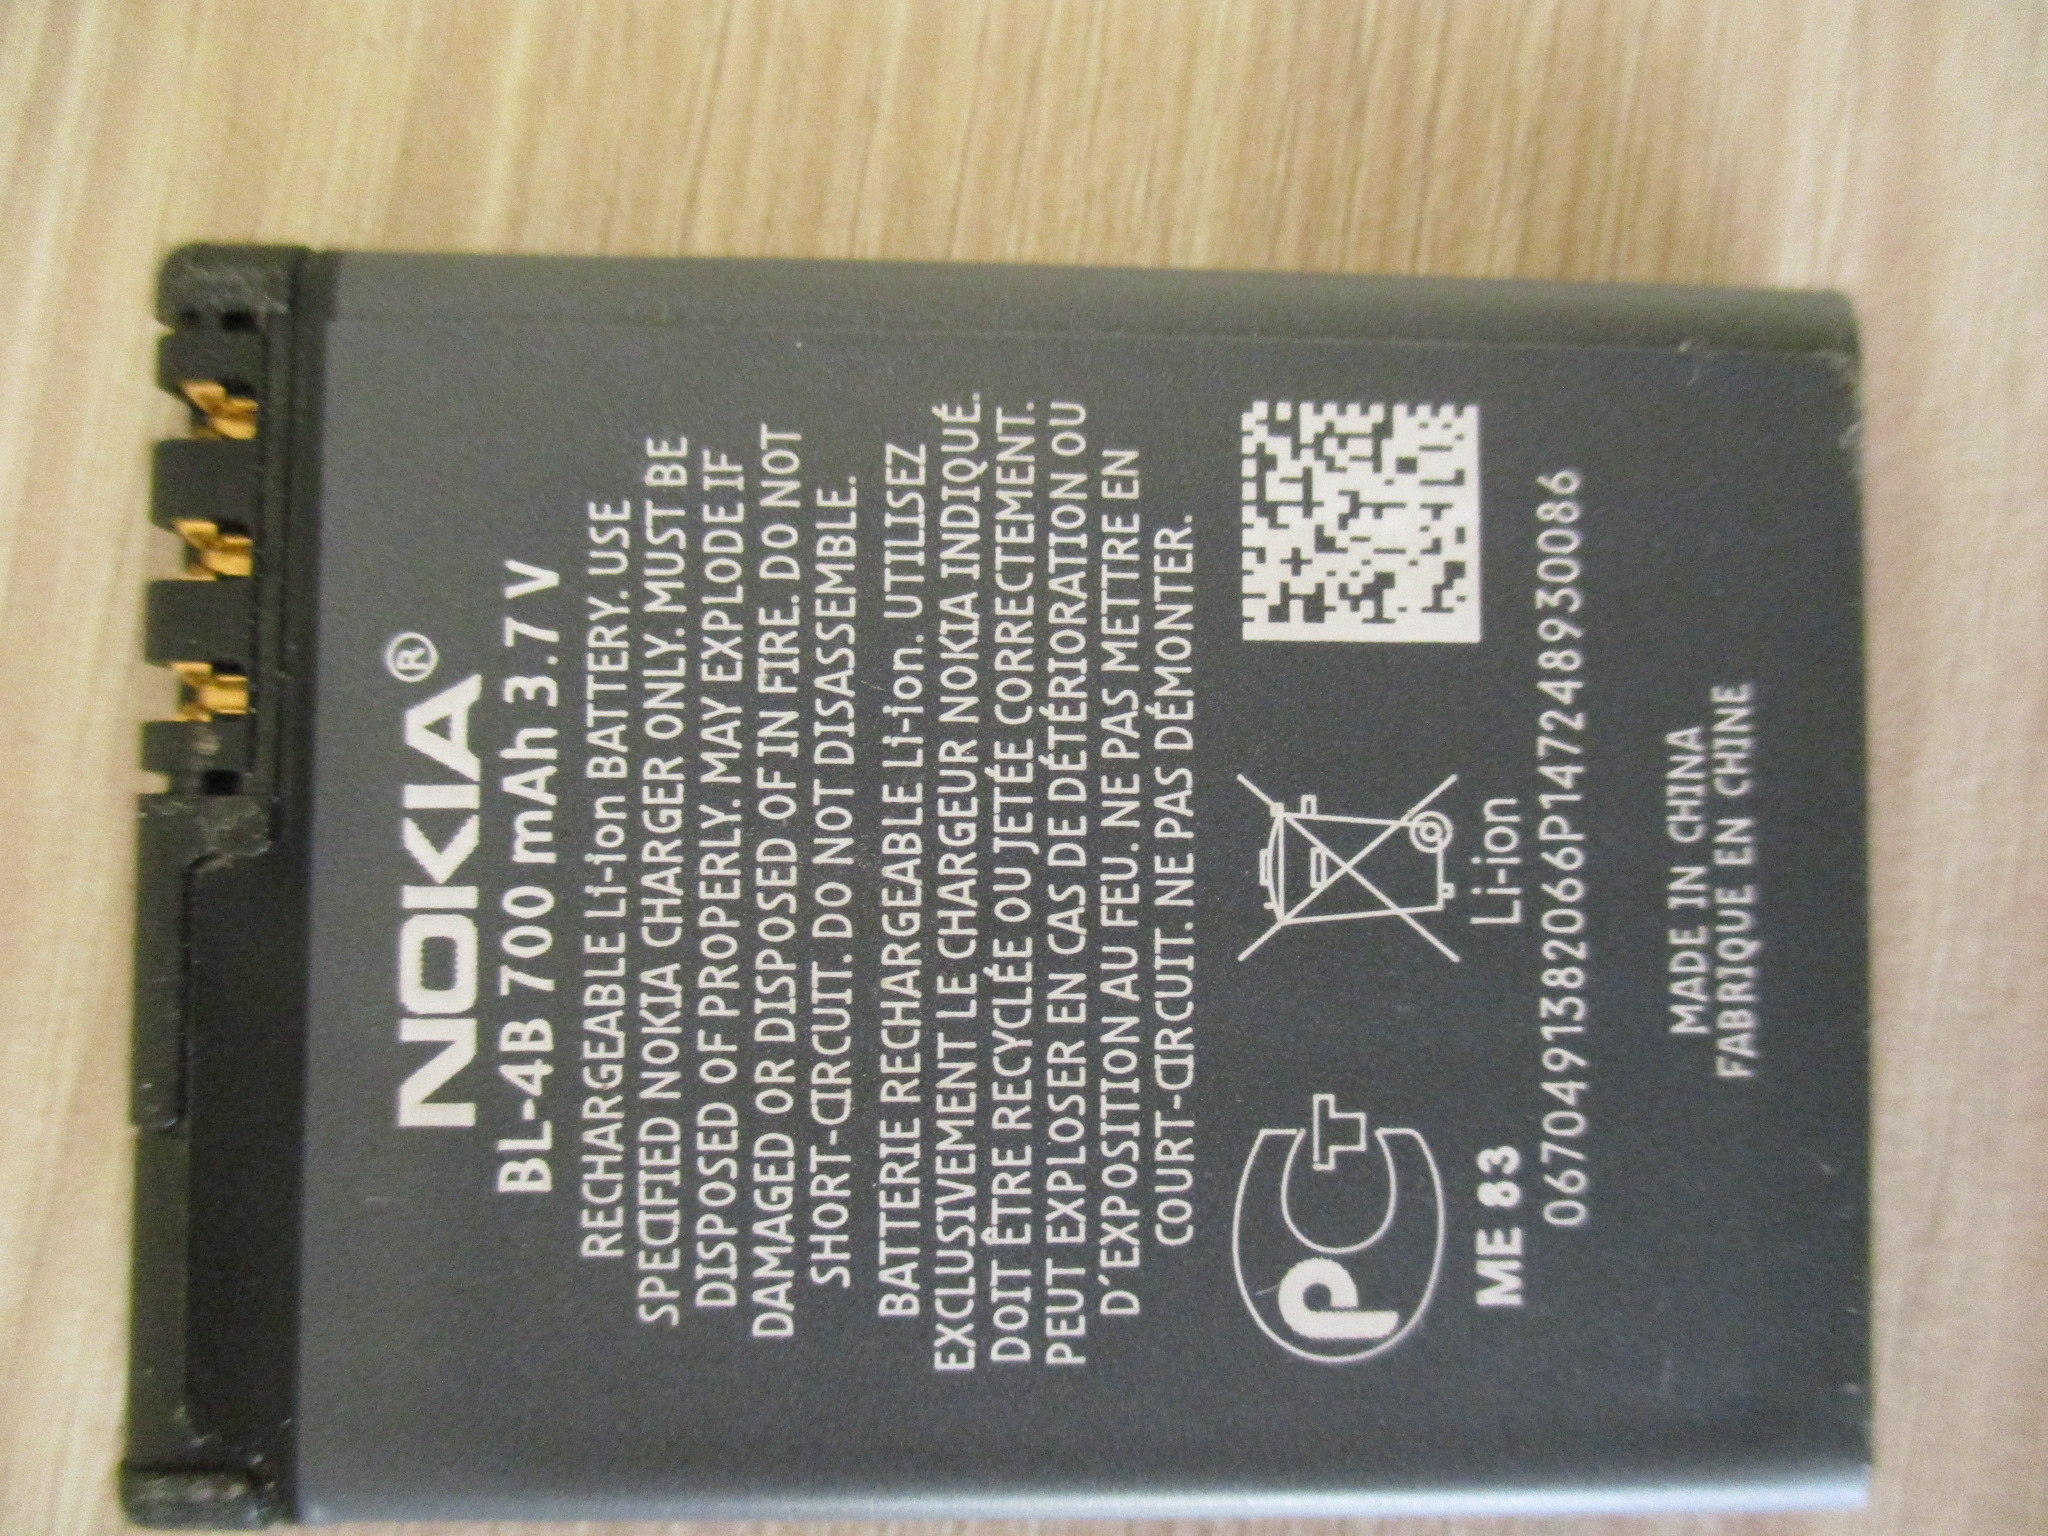 NOKIA®
BL-4B 700 mAh 3.7 V
RECHARGEABLE Li-ion BATTERY. USE
SPECIFIED NOKIA CHARGER ONLY. MUST BE
DISPOSED OF PROPERLY. MAY EXPLODE IF
DAMAGED OR DISPOSED OF IN FIRE. DO NOT
SHORT-CIRCUIT. DO NOT DISASSEMBLE.
BATTERIE RECHARGEABLE Li-ion. UTILISEZ
EXCLUSIVEMENT LE CHARGEUR NOKIA INDIQUÉ.
DOIT ÊTRE RECYCLÉE OU JETÉE CORRECTEMENT.
PEUT EXPLOSER EN CAS DE DÉTÉRIORATION OU
D'EXPOSITION AU FEU. NE PAS METTRE EN
COURT-CIRCUIT. NE PAS DÉMONTER.
PCT
ME 83
Li-ion
0670491382066P147248930086
MADE IN CHINA
FABRIQUE EN CHINE